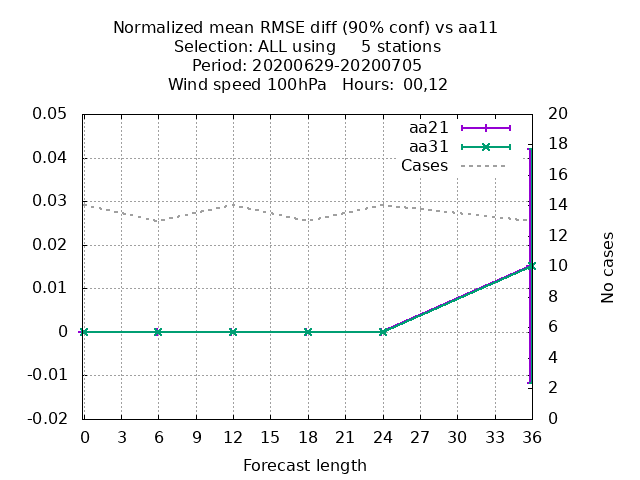 Normalized mean RMSE diff (90% conf) vs aa11
Selection: ALL using     5 stations
Period: 20200629-20200705
Wind speed 100hPa   Hours:  00,12
0.05
0.04
0.03
0.02
0.01
0
-0.01
-0.02
aa21
aa31
Cases
20
18
16
14
12
10
8
6
4
2
0
No cases
0 3 6 9 12 15 18 21 24 27 30 33 36
Forecast length